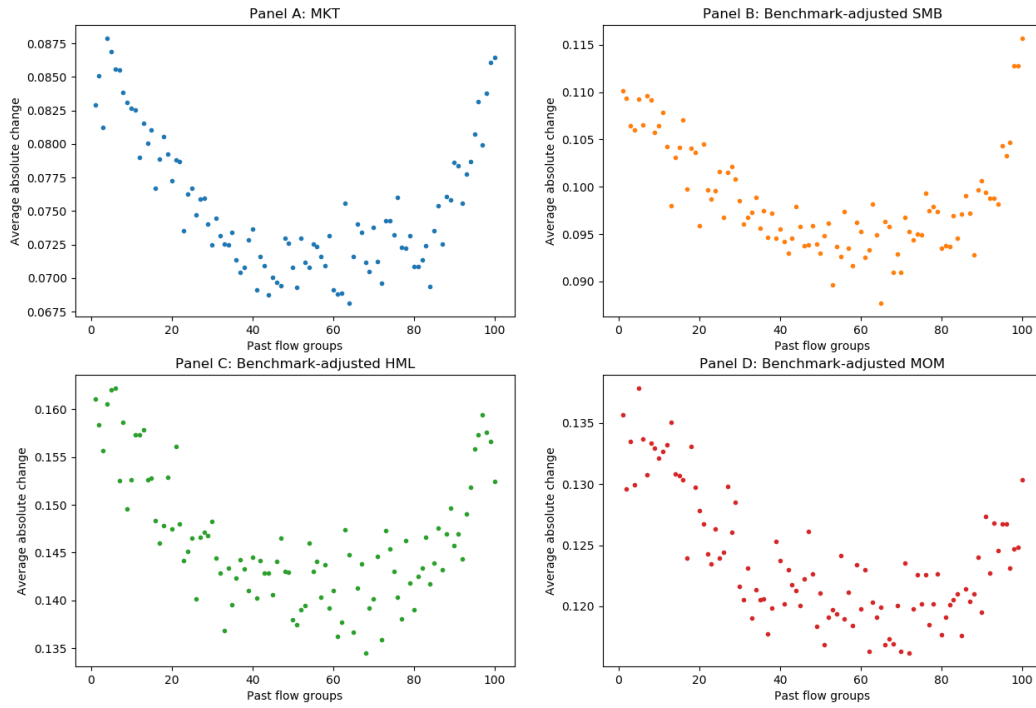 Panel A: MKT
Average absolute change
0.0875
0.0850
0.0825
0.0800
0.0775
0.0750
0.0725
0.0700
0.0675
0 20 40 60 80 100
Past flow groups
Panel B: Benchmark-adjusted SMB
Average absolute change
0.115
0.110
0.105
0.100
0.095
0.090
0 20 40 60 80 100
Past flow groups
Panel C: Benchmark-adjusted HML
Average absolute change
0.160
0.155
0.150
0.145
0.140
0.135
0 20 40 60 80 100
Past flow groups
Panel D: Benchmark-adjusted MOM
Average absolute change
0.135
0.130
0.125
0.120
0 20 40 60 80 100
Past flow groups